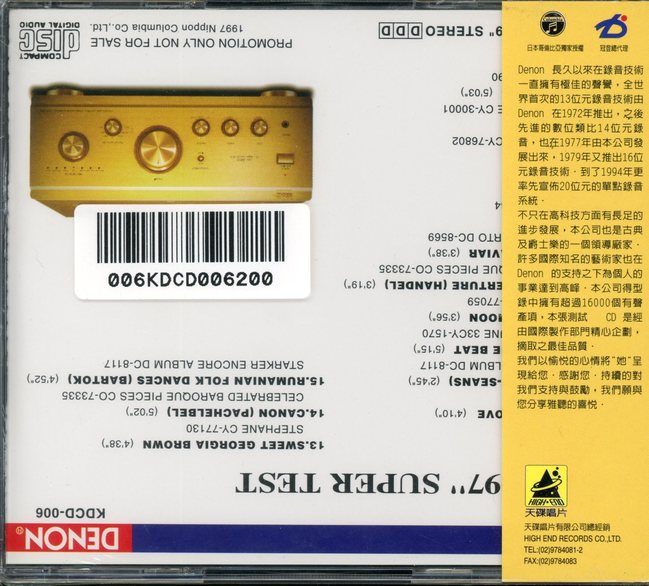 DENON®
KDCD-006
97" SUPER TEST
OVE (4'10")
-SEANS) (2'45")
LBUM DC-8117
E BEAT (5'15")
UNE 33CY-1570
OON (3'56")
-77059
ERTURE (HANDEL) (3'19")
QUE PIECES CO-73335
VIAR (3'38")
RTO DC-8569
CY-76802
E CY-30001
(5'03")
90
9" STEREO DDD
13.SWEET GEORGIA BROWN (4'38")
STEPHANE CY-77130
14.CANON (PACHELBEL) (5'02")
CELEBRATED BAROQUE PIECES CO-73335
15.RUMANIAN FOLK DANCES (BARTOK) (4'52")
STARKER ENCORE ALBUM DC-8117
006KDCD006200
PROMOTION ONLY NOT FOR SALE
1997 Nippon Columbia Co.,Ltd.
COMPACT
disc
DIGITAL AUDIO
Columbia
日本哥倫比亞獨家授權
冠音總代理
Denon 長久以來在錄音技術
一直擁有極佳的聲譽，全世
界首次的13位元錄音技術由
Denon 在1972年推出，之後
先進的數位類比14位元錄
音，也在1977年由本公司發
展出來，1979年又推出16位
元錄音技術．到了1994年更
率先宣佈20位元的單點錄音
系統．
不只在高科技方面有長足的
進步發展，本公司也是古典
及爵士樂的一個領導廠家．
許多國際知名的藝術家也在
Denon 的支持之下為個人的
事業達到高峰．本公司得型
錄中擁有超過16000個有聲
產項，本張測試 CD 是經
由國際製作部門精心企劃，
摘取之最佳品質．
我們以愉悅的心情將"她"呈
現給您．感謝您．持續的對
我們支持與鼓勵，我們願與
您分享雅聽的喜悅．
HIGH-END
天碟唱片
天碟唱片有限公司總經銷
HIGH END RECORDS CO.,LTD.
TEL:(02)9784081-2
FAX:(02)9784083